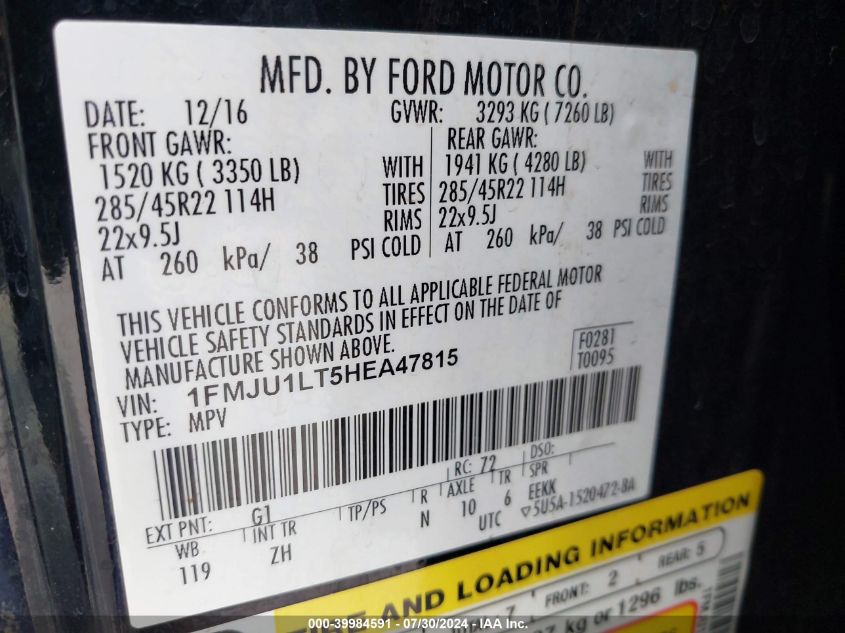 MFD. BY FORD MOTOR CO.
DATE: 12/16 GVWR: 3293 KG ( 7260 LB)
FRONT GAWR: REAR GAWR:
1520 KG ( 3350 LB) WITH 1941 KG ( 4280 LB) WITH
285/45R22 114H TIRES 285/45R22 114H TIRES
22x9.5J RIMS 22x9.5J RIMS
AT 260 kPa/ 38 PSI COLD AT 260 kPa/ 38 PSI COLD
THIS VEHICLE CONFORMS TO ALL APPLICABLE FEDERAL MOTOR
VEHICLE SAFETY STANDARDS IN EFFECT ON THE DATE OF
MANUFACTURE SHOWN ABOVE.
F0281
T0095
VIN: 1FMJU1LT5HEA47815
TYPE: MPV
EXT PNT: G1 RC: 72 DSO:
WB INT TR TP/PS R AXLE TR SPR
119 ZH N 10 6 EEKK
UTC ▽5U5A-1520472-BA
TIRE AND LOADING INFORMATION
7 FRONT: 2 REAR: 5
kg or 1296 lbs.
000-39984591 - 07/30/2024 - IAA Inc.